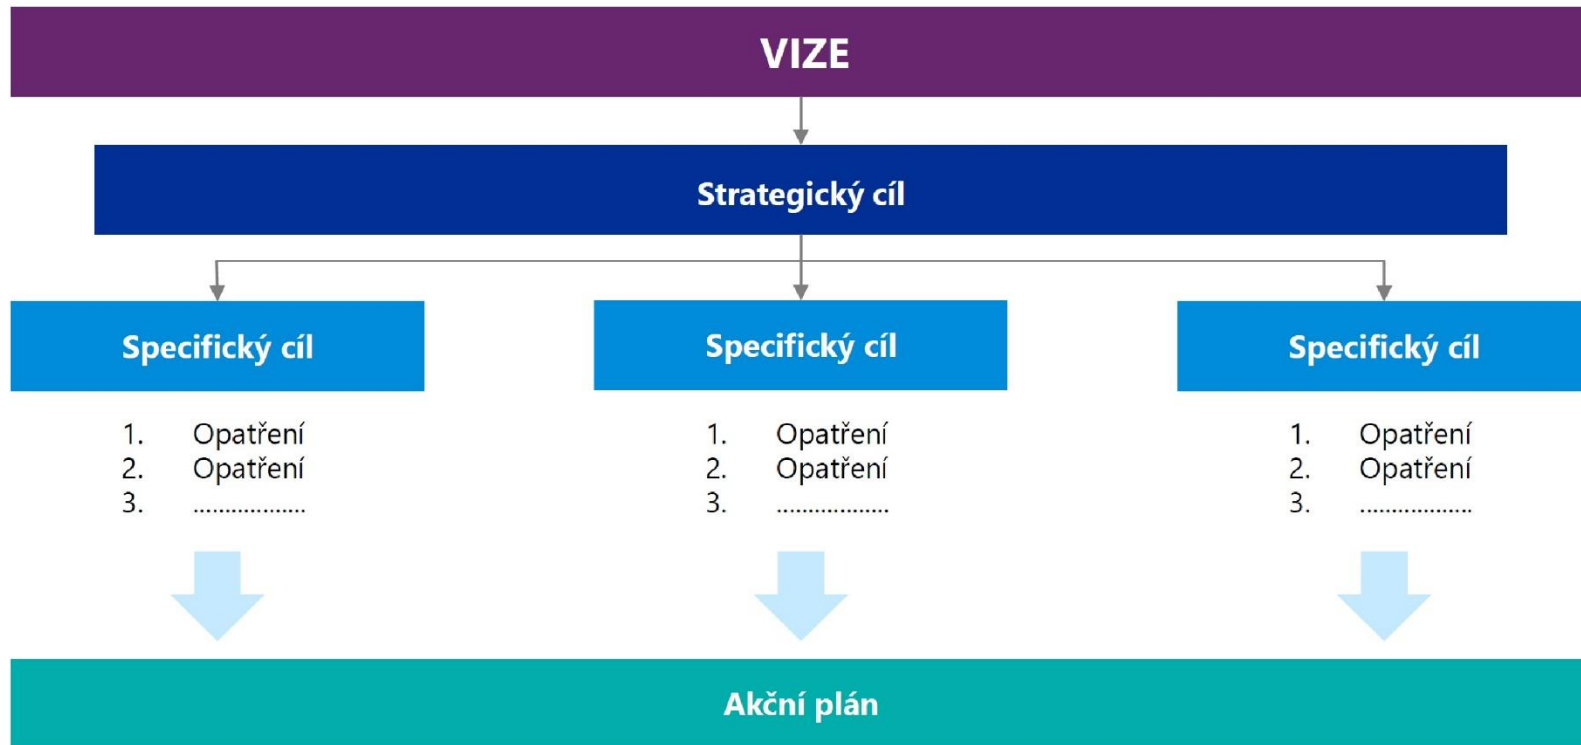 VIZE
Strategický cíl
Specifický cíl
1. Opatření
2. Opatření
3. ..................
Specifický cíl
1. Opatření
2. Opatření
3. ..................
Specifický cíl
1. Opatření
2. Opatření
3. ..................
Akční plán